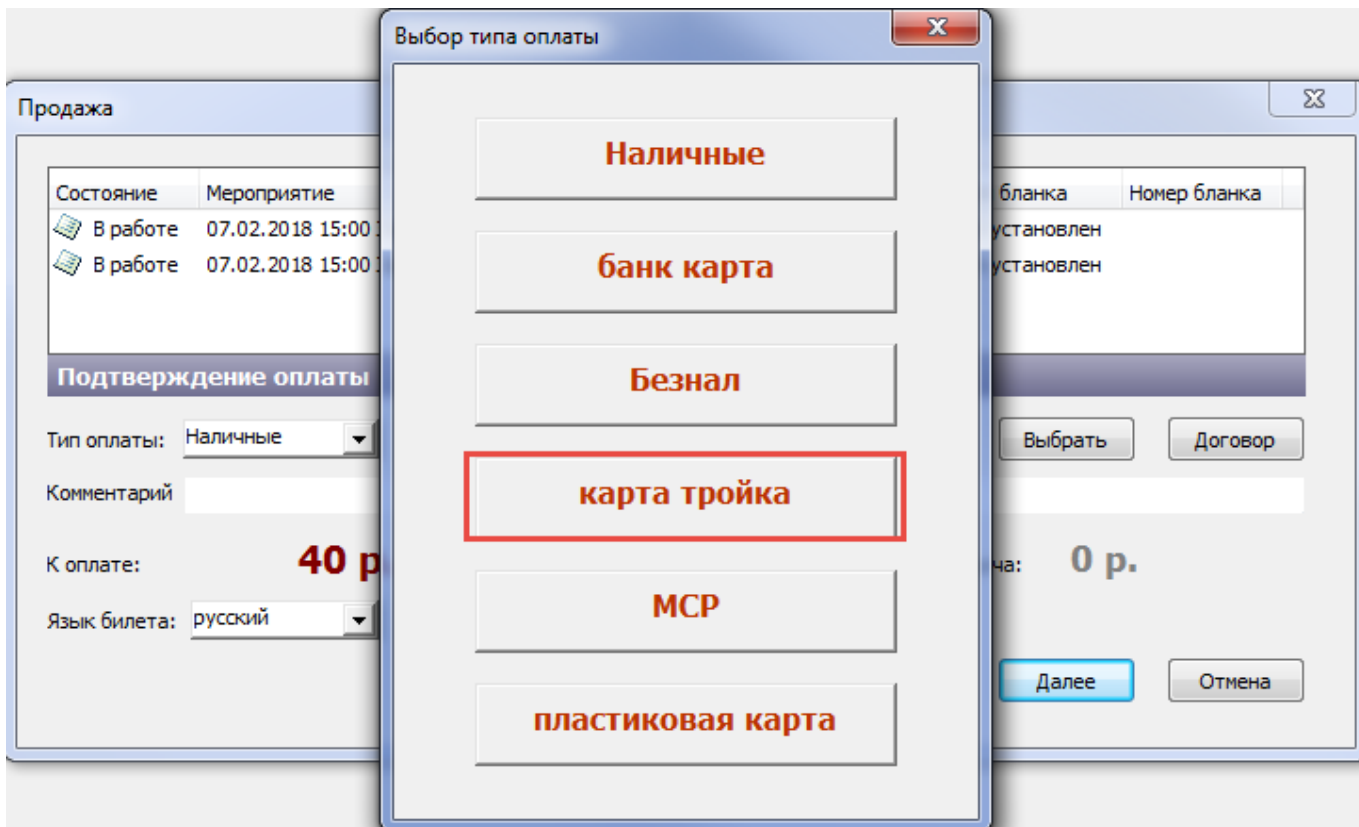 Выбор типа оплаты
Продажа
Наличные
Состояние Мероприятие бланка Номер бланка
В работе 07.02.2018 15:00 установлен
В работе 07.02.2018 15:00 установлен
банк карта
Безнал
Подтверждение оплаты
Тип оплаты: Наличные Выбрать Договор
карта тройка
Комментарий
К оплате: 40 р ча: 0 р.
МСР
Язык билета: русский
Далее Отмена
пластиковая карта